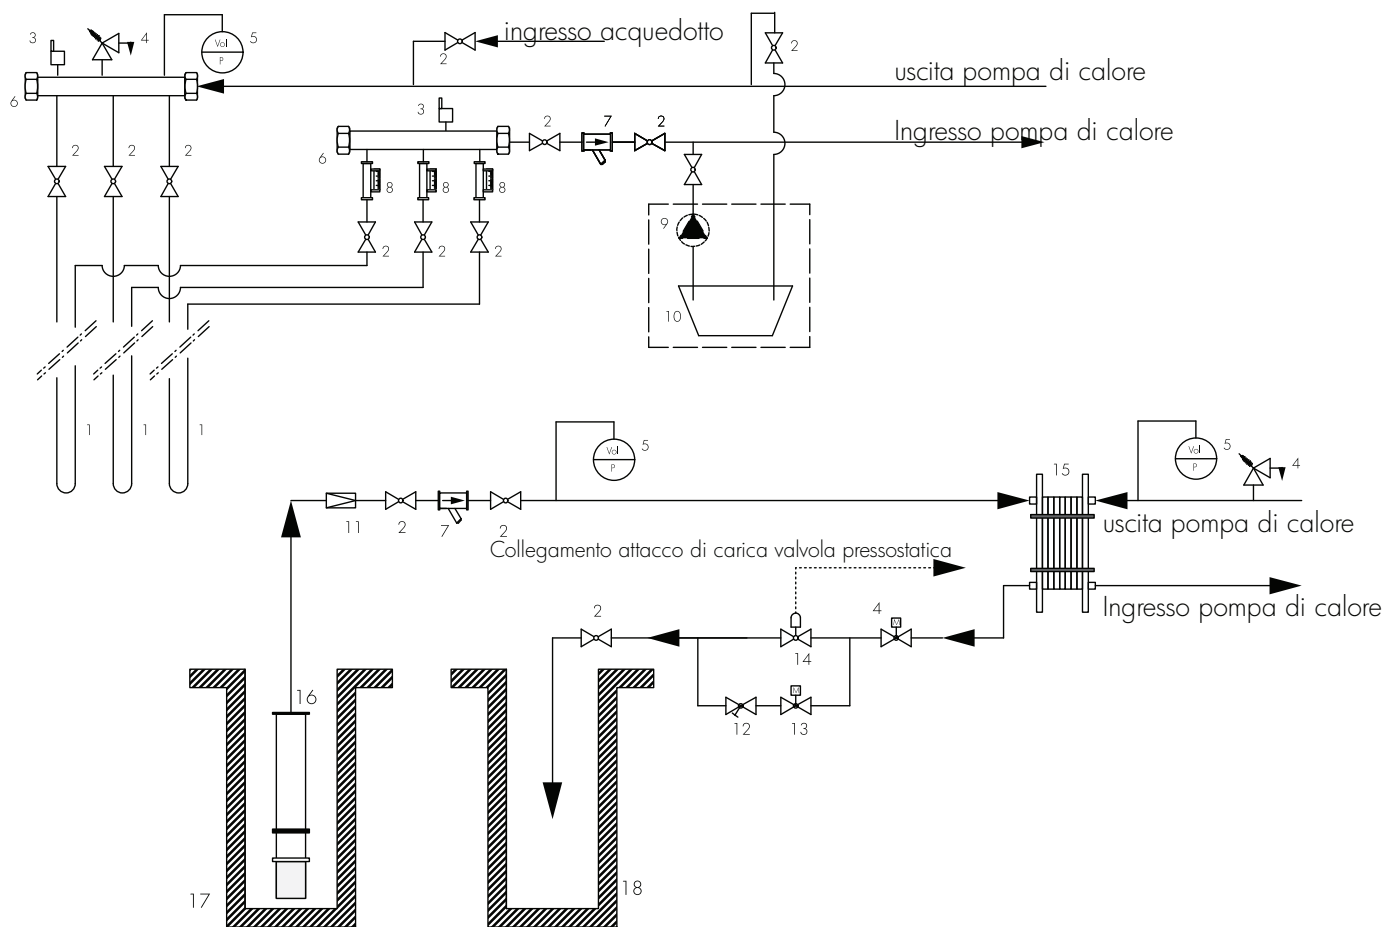 3
4
Vol
P
5
2
ingresso acquedotto
2
uscita pompa di calore
6
3
2
7
2
Ingresso pompa di calore
6
2
2
2
8
8
8
9
2
2
2
10
1
1
1
Vol
P
5
Vol
P
5
4
15
11
2
7
2
uscita pompa di calore
Collegamento attacco di carica valvola pressostatica
Ingresso pompa di calore
2
4
M
14
16
M
12
13
17
18